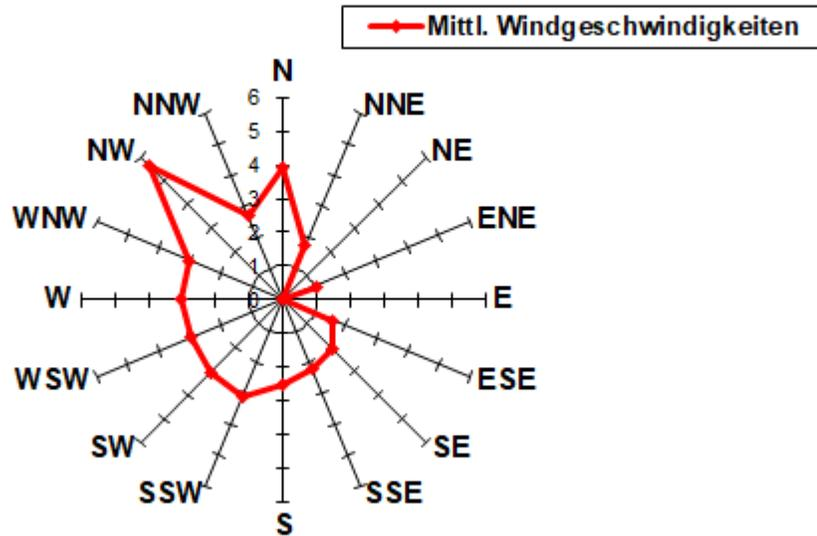 Mittl. Windgeschwindigkeiten
N
NNW
NNE
6
5
NW
NE
4
3
WNW
ENE
2
1
W
0
E
WSW
ESE
SW
SE
SSW
SSE
S